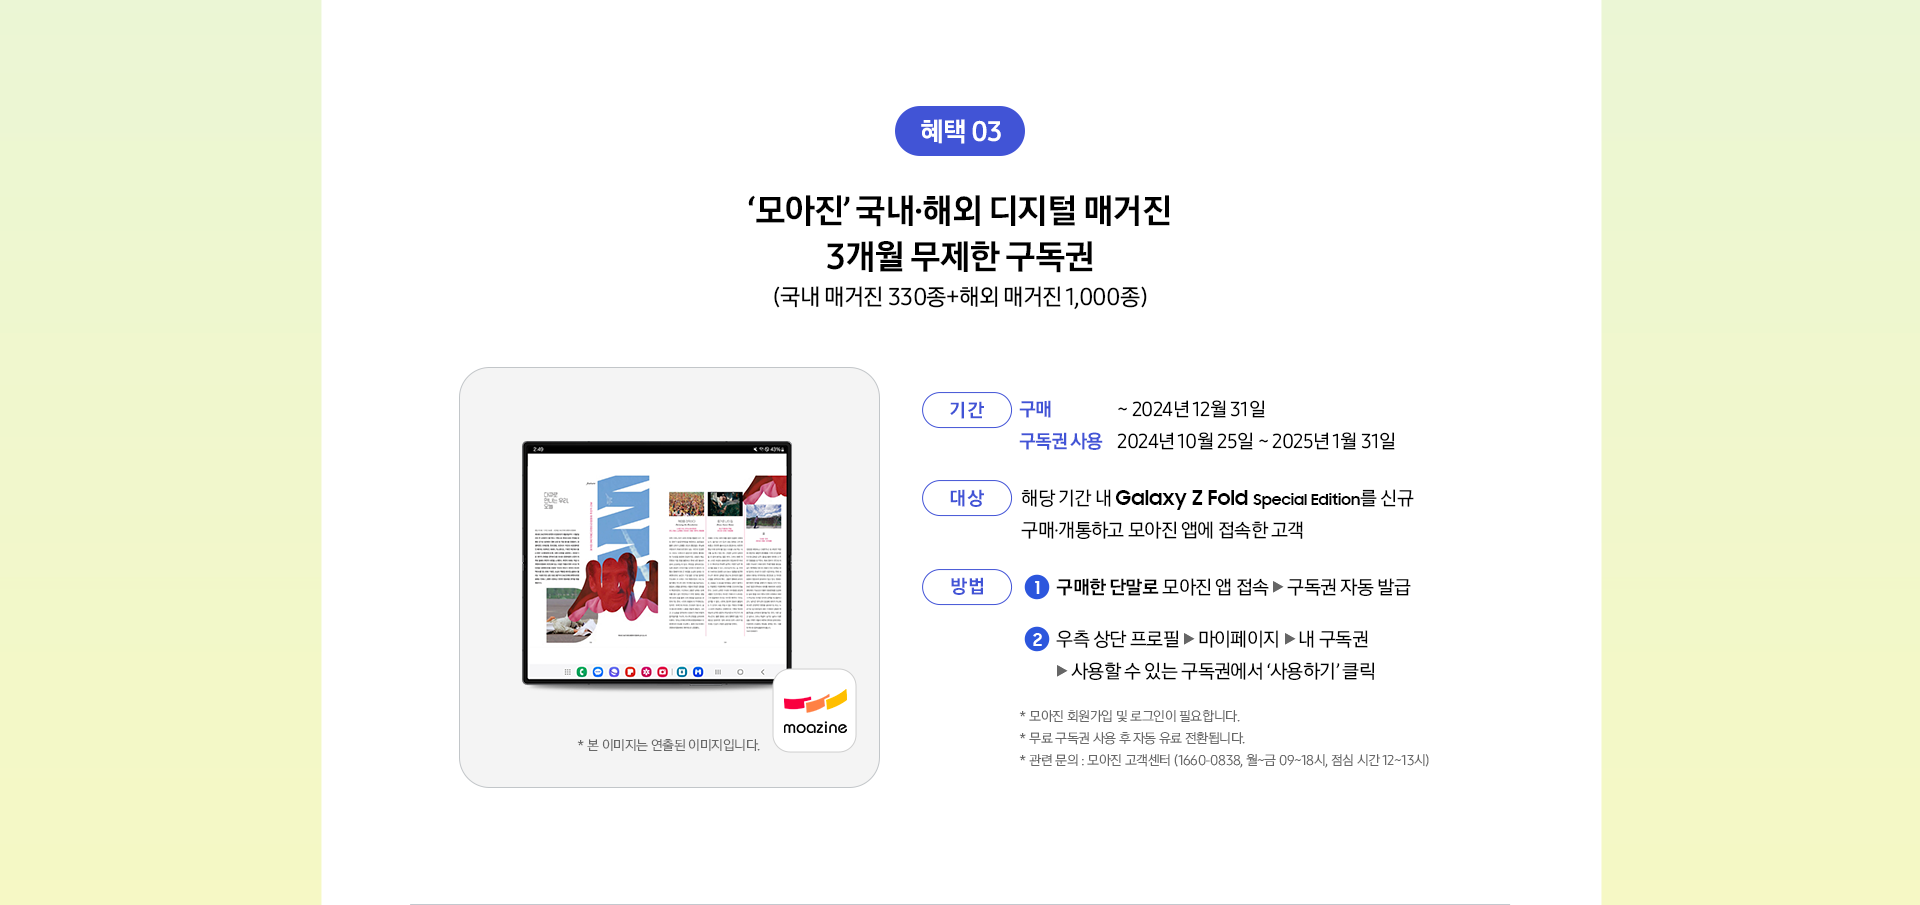 혜택 03
‘모아진’ 국내·해외 디지털 매거진
3개월 무제한 구독권
(국내 매거진 330종+해외 매거진 1,000종)
2:49
43%
moazine
* 본 이미지는 연출된 이미지입니다.
기간
구매 ~ 2024년 12월 31일
구독권 사용 2024년 10월 25일 ~ 2025년 1월 31일
대상
해당 기간 내 Galaxy Z Fold Special Edition를 신규
구매·개통하고 모아진 앱에 접속한 고객
방법
1 구매한 단말로 모아진 앱 접속 ▶ 구독권 자동 발급
2 우측 상단 프로필 ▶ 마이페이지 ▶ 내 구독권
▶ 사용할 수 있는 구독권에서 ‘사용하기’ 클릭
* 모아진 회원가입 및 로그인이 필요합니다.
* 무료 구독권 사용 후 자동 유료 전환됩니다.
* 관련 문의 : 모아진 고객센터 (1660-0838, 월~금 09~18시, 점심 시간 12~13시)